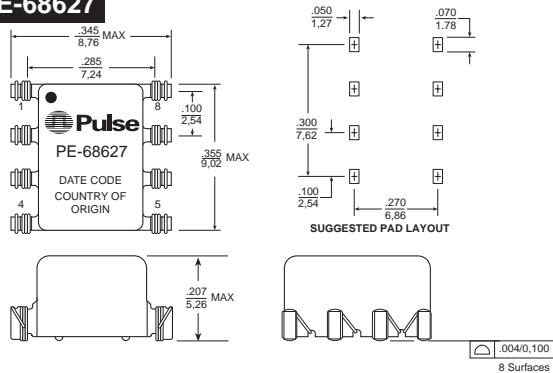 E-68627
.345
8,76 MAX
.285
7,24
1
8
.100
2,54
Pulse
PE-68627
DATE CODE
COUNTRY OF
ORIGIN
4
5
.355
9,02 MAX
.207
5,26 MAX
.050
1,27
.070
1.78
.300
7,62
.100
2,54
.270
6,86
SUGGESTED PAD LAYOUT
.004/0,100
8 Surfaces